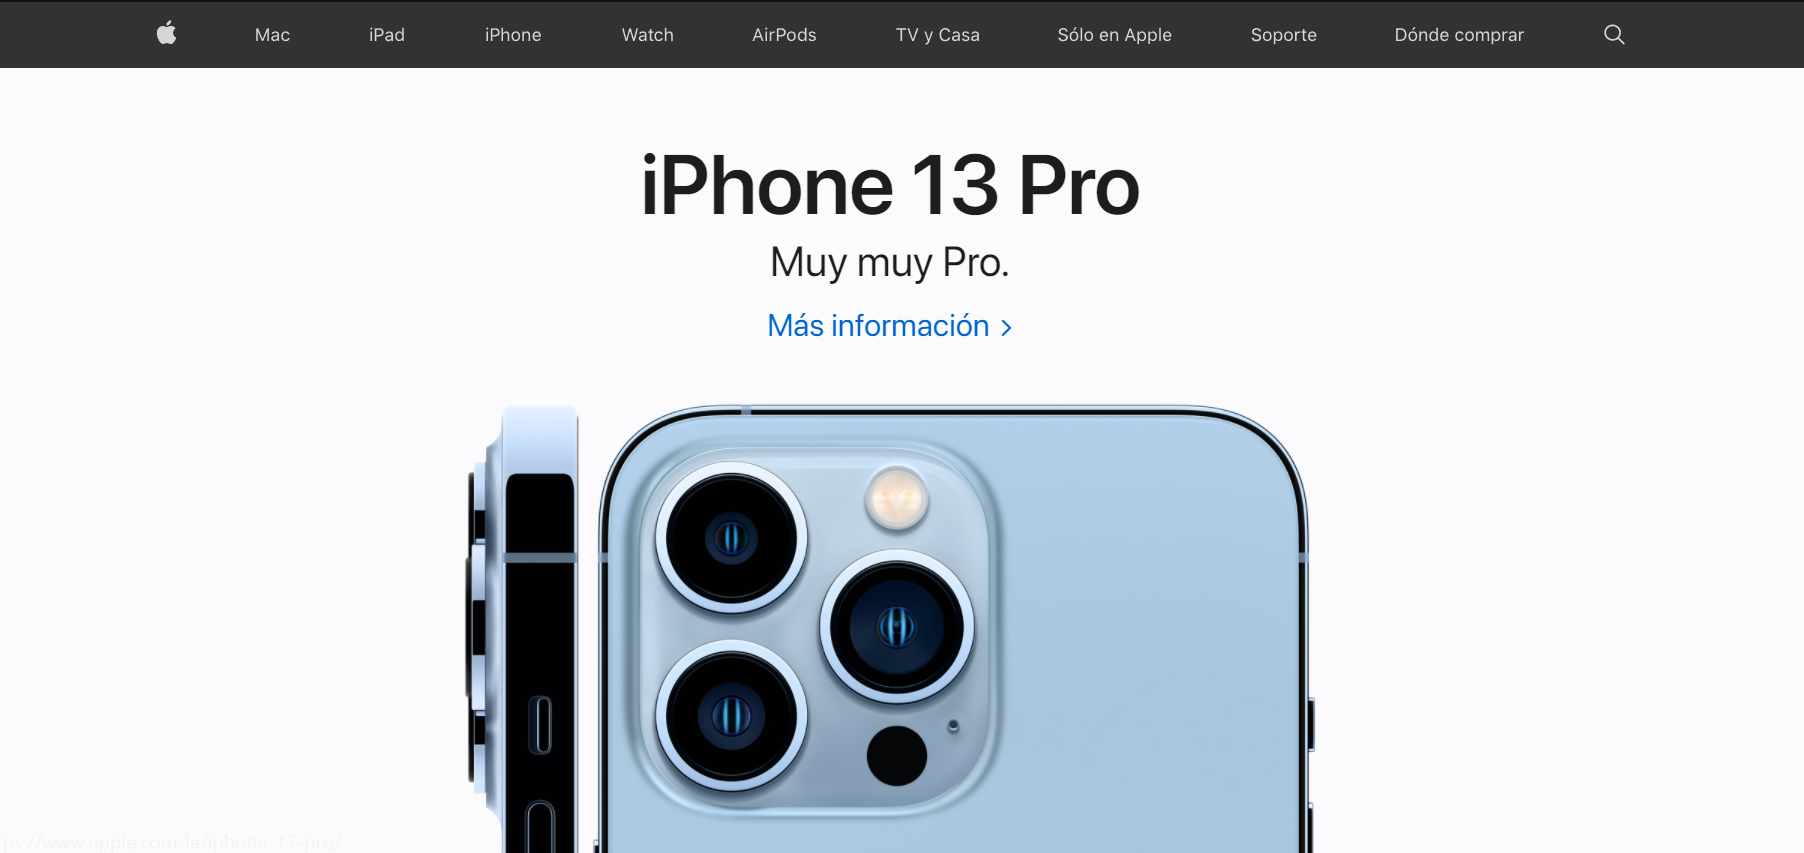 Mac iPad iPhone Watch AirPods TV y Casa Sólo en Apple Soporte Dónde comprar
iPhone 13 Pro
Muy muy Pro.
Más información >
tps://www.apple.com/la/iphone-13-pro/